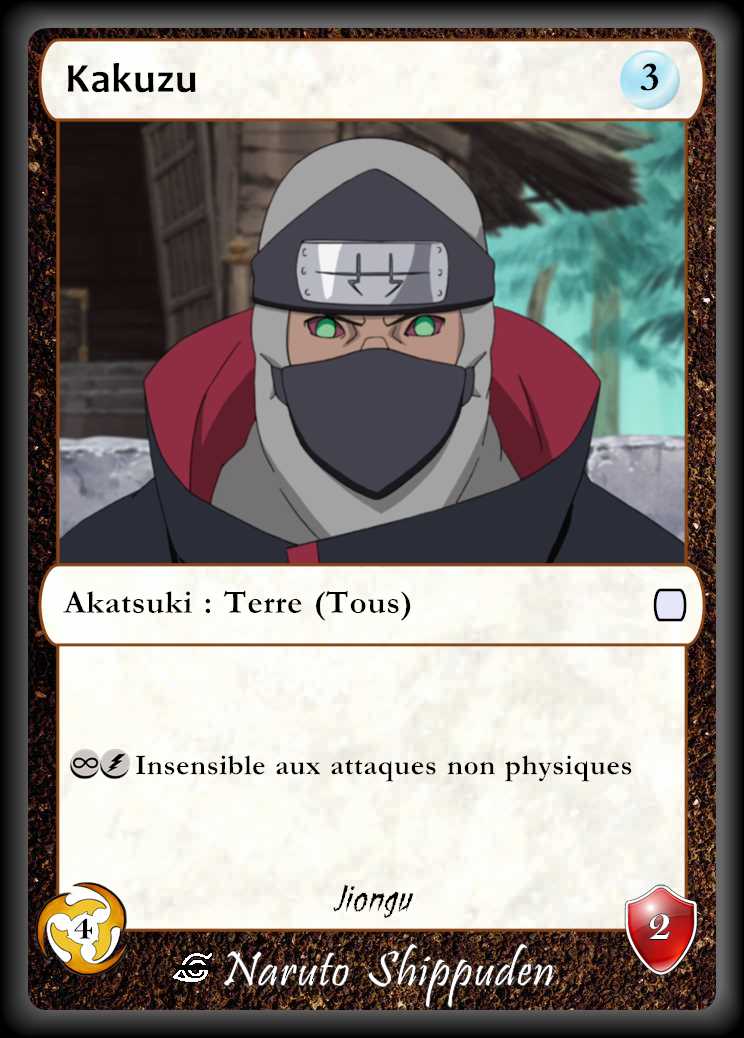 Kakuzu
3
Akatsuki : Terre (Tous)
Insensible aux attaques non physiques
Jiongu
4
2
Naruto Shippuden